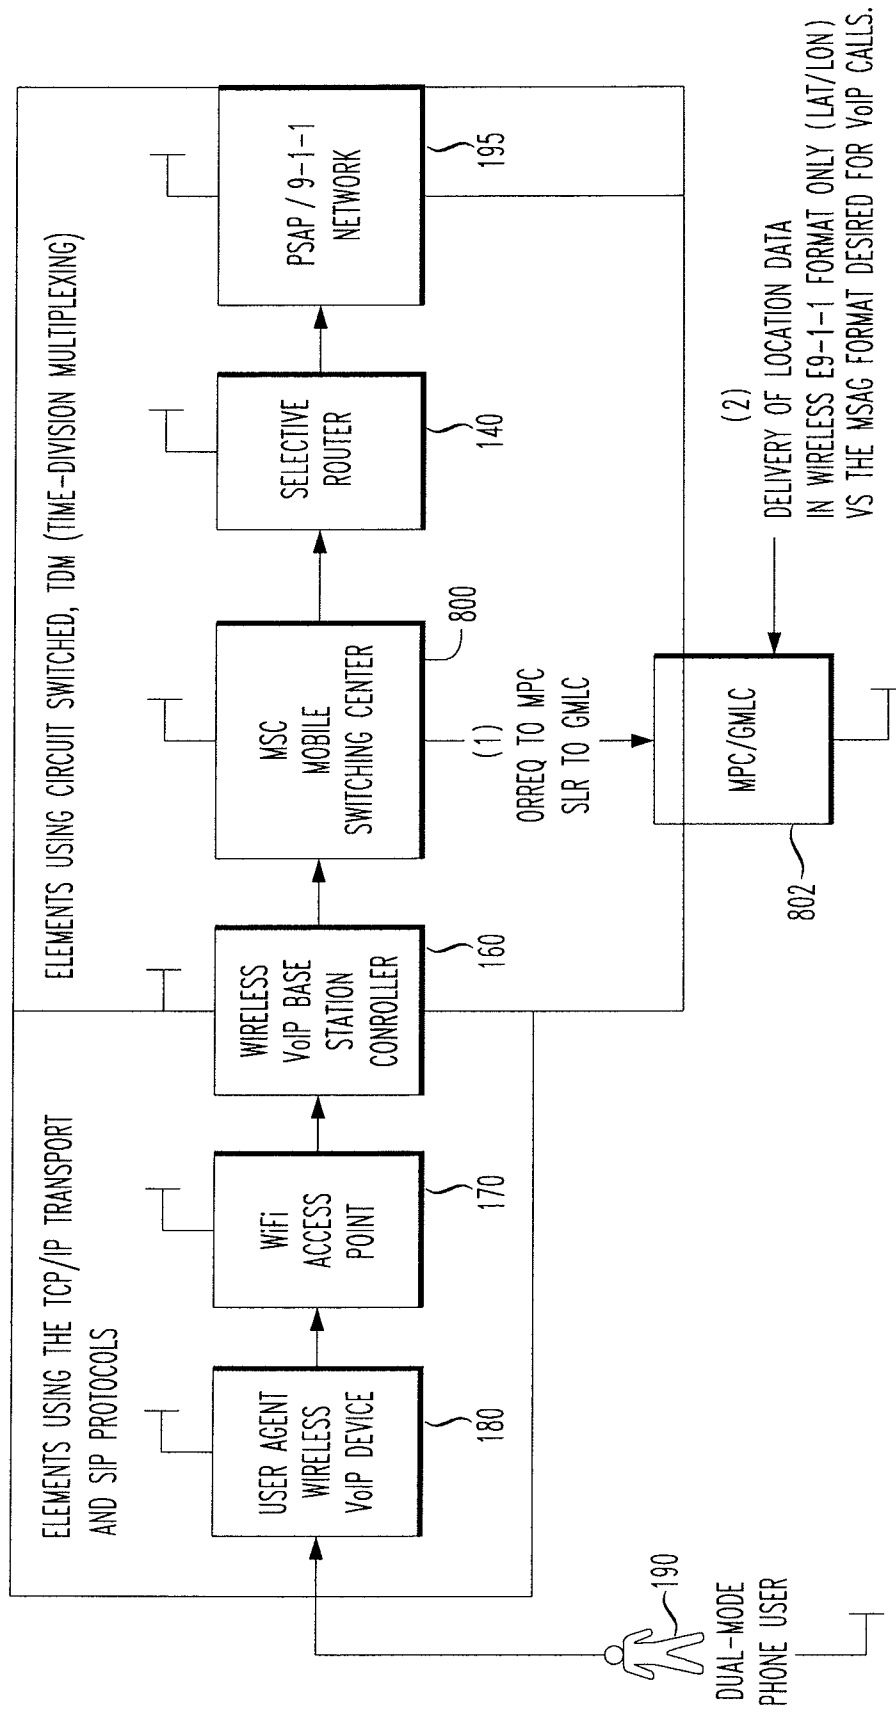 ELEMENTS USING THE TCP/IP TRANSPORT
AND SIP PROTOCOLS
ELEMENTS USING CIRCUIT SWITCHED, TDM (TIME-DIVISION MULTIPLEXING)
USER AGENT
WIRELESS
VoIP DEVICE
180
WiFi
ACCESS
POINT
170
WIRELESS
VoIP BASE
STATION
CONROLLER
160
MSC
MOBILE
SWITCHING CENTER
800
SELECTIVE
ROUTER
140
PSAP / 9-1-1
NETWORK
195
(1)
ORREQ TO MPC
SLR TO GMLC
MPC/GMLC
802
(2)
DELIVERY OF LOCATION DATA
IN WIRELESS E9-1-1 FORMAT ONLY (LAT/LON)
VS THE MSAG FORMAT DESIRED FOR VoIP CALLS.
190
DUAL-MODE
PHONE USER